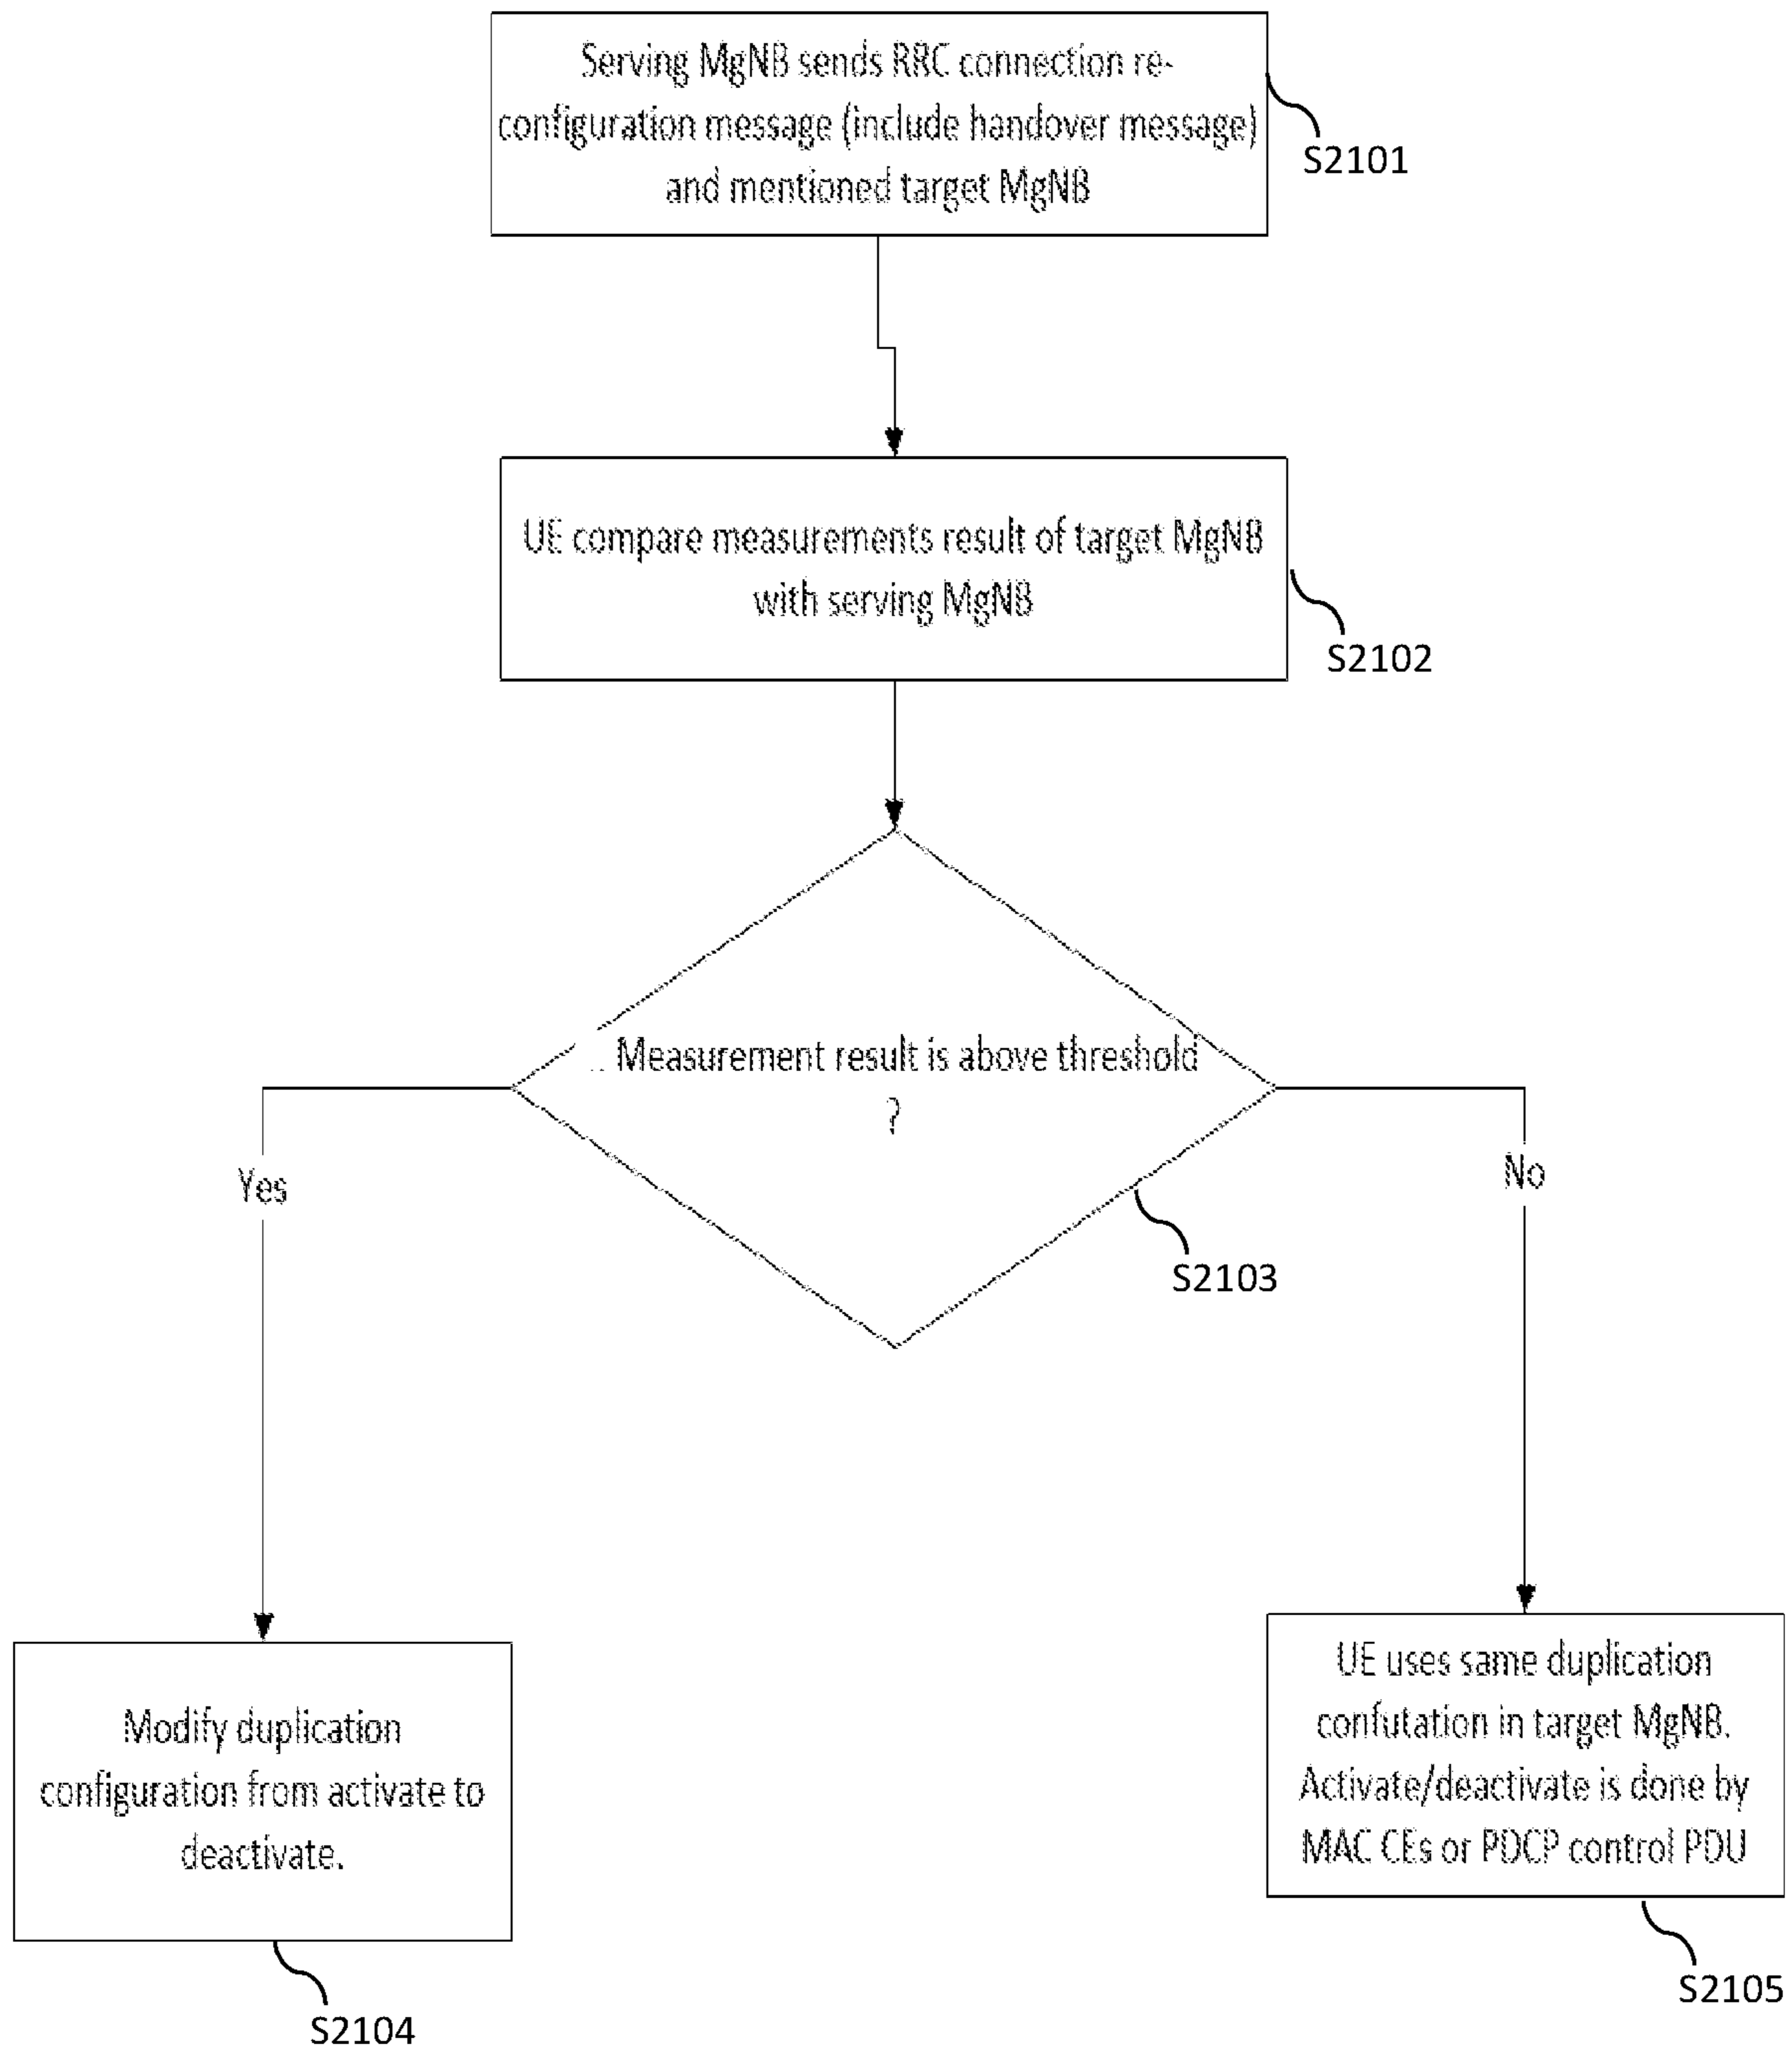 Serving MgNB sends RRC connection re-
configuration message (include handover message)
and mentioned target MgNB
S2101
UE compare measurements result of target MgNB
with serving MgNB
S2102
Measurement result is above threshold
?
Yes
No
S2103
Modify duplication
configuration from activate to
deactivate.
S2104
UE uses same duplication
confutation in target MgNB.
Activate/deactivate is done by
MAC CEs or PDCP control PDU
S2105